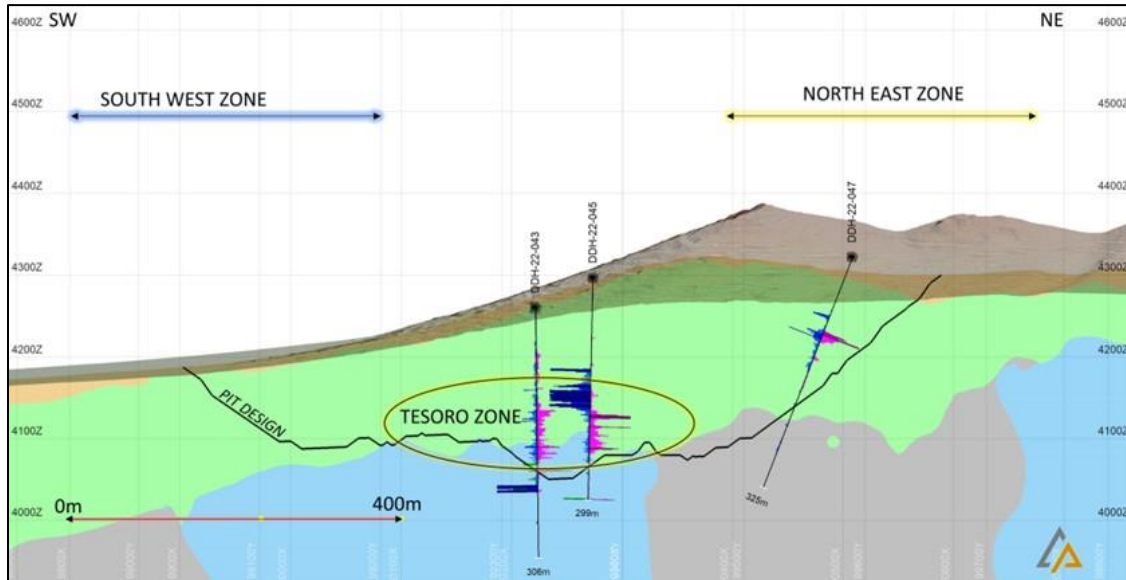 4600Z SW NE 4600Z
4500Z SOUTH WEST ZONE NORTH EAST ZONE 4500Z
4400Z 4400Z
DDH-22-043
DDH-22-045
DDH-22-047
4300Z 4300Z
4200Z 4200Z
PIT DESIGN
TESORO ZONE
4100Z 4100Z
0m 400m
325m
299m
4000Z 4000Z
306m